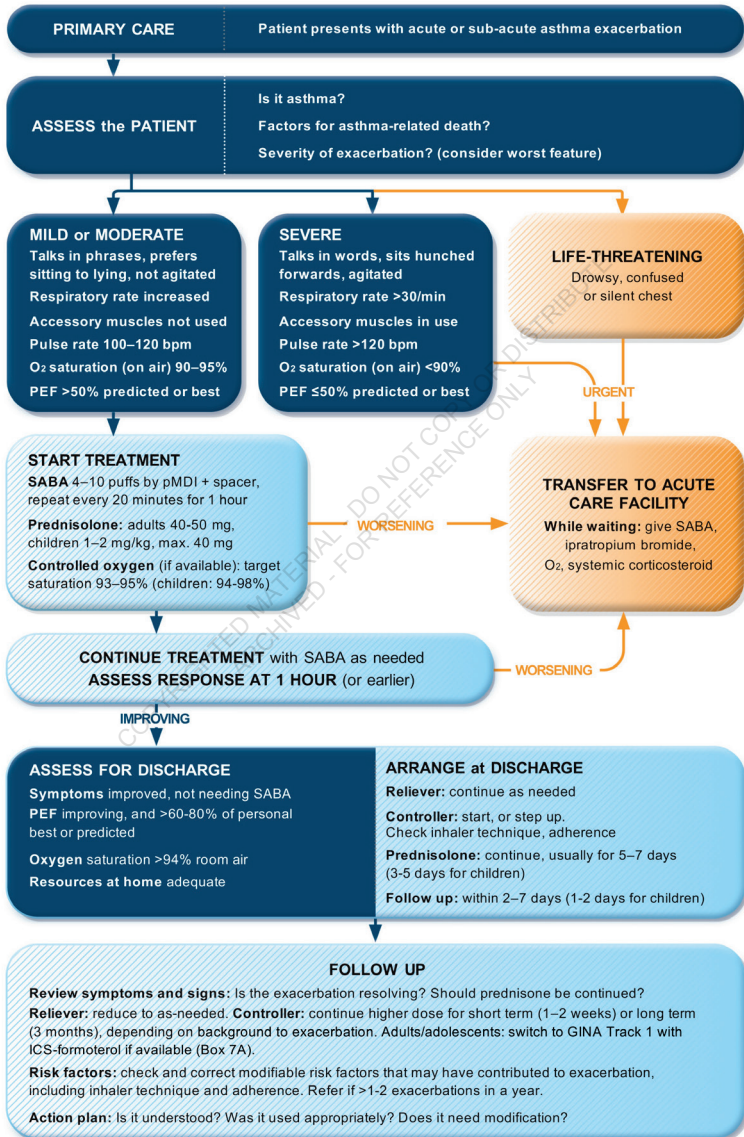 PRIMARY CARE
Patient presents with acute or sub-acute asthma exacerbation
ASSESS the PATIENT
Is it asthma?
Factors for asthma-related death?
Severity of exacerbation? (consider worst feature)
MILD or MODERATE
Talks in phrases, prefers
sitting to lying, not agitated
Respiratory rate increased
Accessory muscles not used
Pulse rate 100–120 bpm
O₂ saturation (on air) 90–95%
PEF >50% predicted or best
SEVERE
Talks in words, sits hunched
forwards, agitated
Respiratory rate >30/min
Accessory muscles in use
Pulse rate >120 bpm
O₂ saturation (on air) <90%
PEF ≤50% predicted or best
LIFE-THREATENING
Drowsy, confused
or silent chest
URGENT
START TREATMENT
SABA 4–10 puffs by pMDI + spacer,
repeat every 20 minutes for 1 hour
Prednisolone: adults 40-50 mg,
children 1–2 mg/kg, max. 40 mg
Controlled oxygen (if available): target
saturation 93–95% (children: 94-98%)
WORSENING
TRANSFER TO ACUTE
CARE FACILITY
While waiting: give SABA,
ipratropium bromide,
O₂, systemic corticosteroid
CONTINUE TREATMENT with SABA as needed
ASSESS RESPONSE AT 1 HOUR (or earlier)
WORSENING
IMPROVING
ASSESS FOR DISCHARGE
Symptoms improved, not needing SABA
PEF improving, and >60-80% of personal
best or predicted
Oxygen saturation >94% room air
Resources at home adequate
ARRANGE at DISCHARGE
Reliever: continue as needed
Controller: start, or step up.
Check inhaler technique, adherence
Prednisolone: continue, usually for 5–7 days
(3-5 days for children)
Follow up: within 2–7 days (1-2 days for children)
FOLLOW UP
Review symptoms and signs: Is the exacerbation resolving? Should prednisone be continued?
Reliever: reduce to as-needed. Controller: continue higher dose for short term (1–2 weeks) or long term
(3 months), depending on background to exacerbation. Adults/adolescents: switch to GINA Track 1 with
ICS-formoterol if available (Box 7A).
Risk factors: check and correct modifiable risk factors that may have contributed to exacerbation,
including inhaler technique and adherence. Refer if >1-2 exacerbations in a year.
Action plan: Is it understood? Was it used appropriately? Does it need modification?
COPYRIGHTED MATERIAL - DO NOT COPY OR DISTRIBUTE
ARCHIVED - FOR REFERENCE ONLY